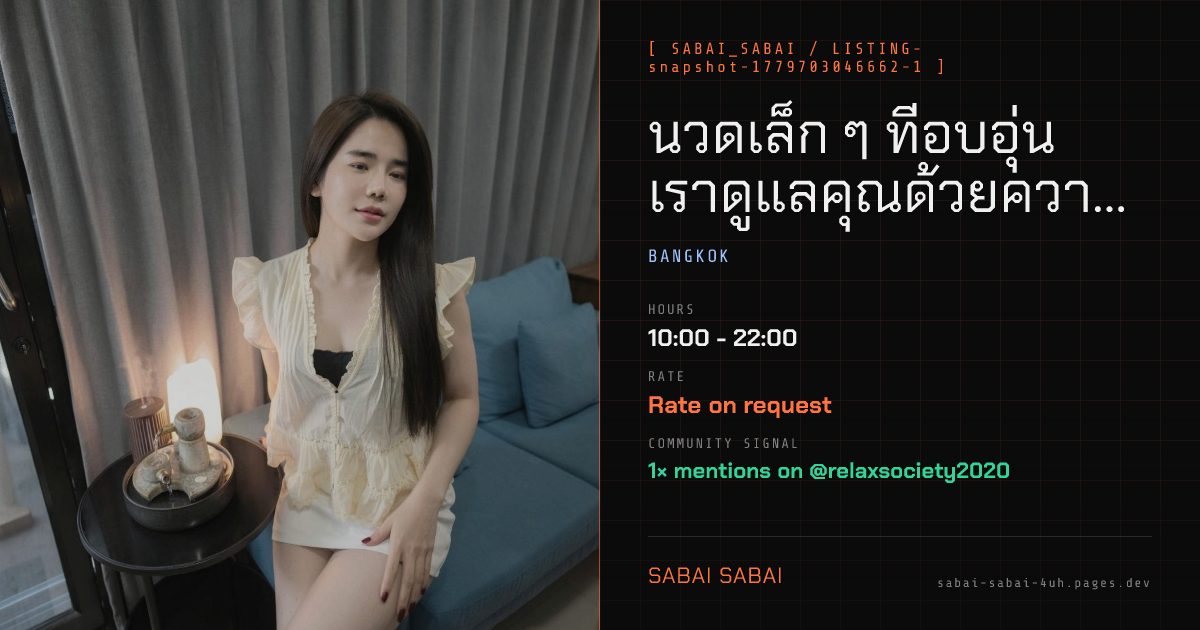 [ SABAI_SABAI / LISTING-
snapshot-1779703046662-1 ]
นวดเล็ก ๆ ที่อบอุ่น
เราดูแลคุณด้วยควา...
BANGKOK
HOURS
10:00 - 22:00
RATE
Rate on request
COMMUNITY SIGNAL
1× mentions on @relaxsociety2020
SABAI SABAI
sabai-sabai-4uh.pages.dev